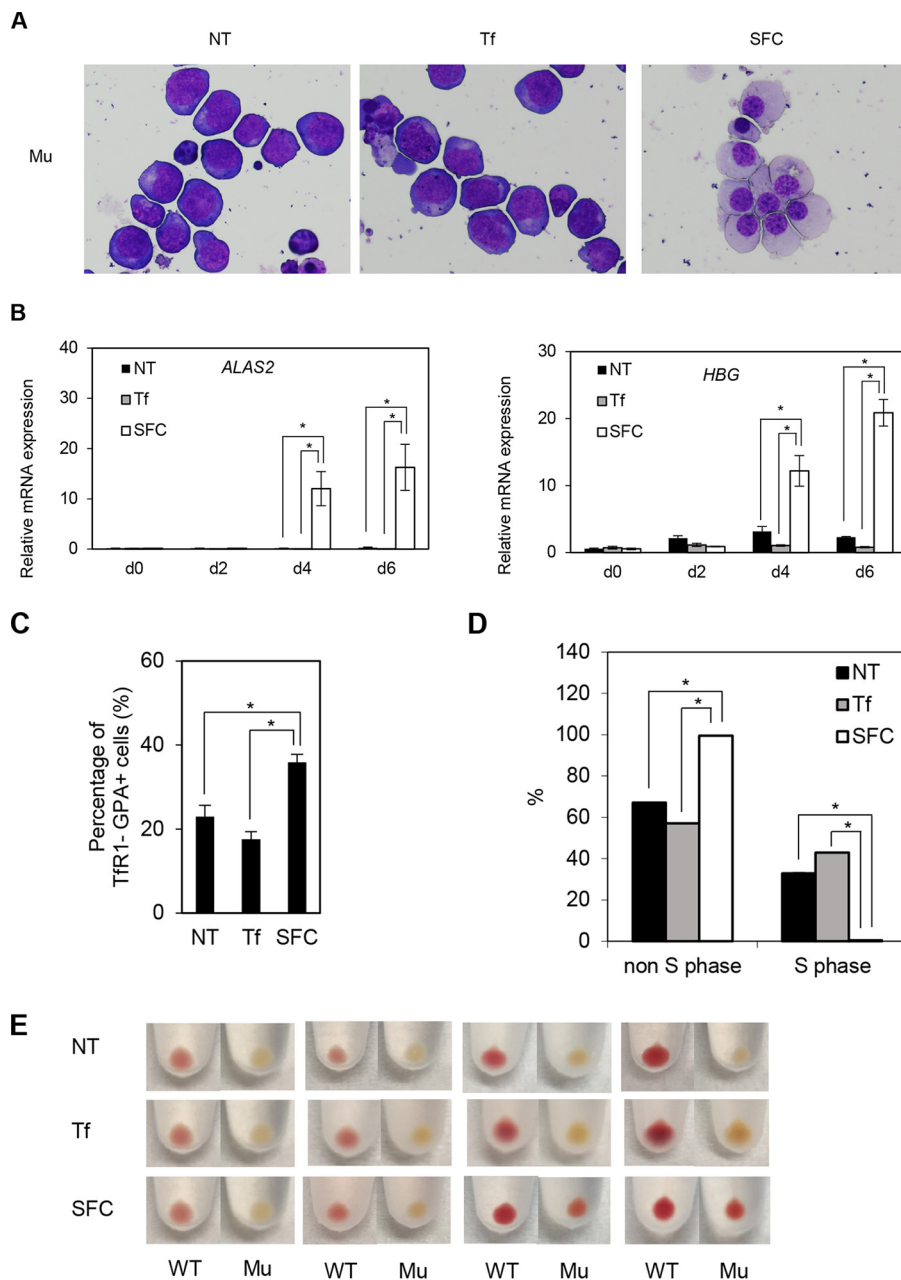 A
NT Tf SFC
Mu
B
40
30
20
10
0
Relative mRNA expression
NT
Tf
SFC
ALAS2
* * * *
d0 d2 d4 d6
30
20
10
0
Relative mRNA expression
NT
Tf
SFC
HBG
* * * *
d0 d2 d4 d6
C
60
40
20
0
Percentage of
TfR1- GPA+ cells (%)
* *
NT Tf SFC
D
140
120
100
80
60
40
20
0
%
NT
Tf
SFC
* * * *
non S phase S phase
E
NT
Tf
SFC
WT Mu WT Mu WT Mu WT Mu